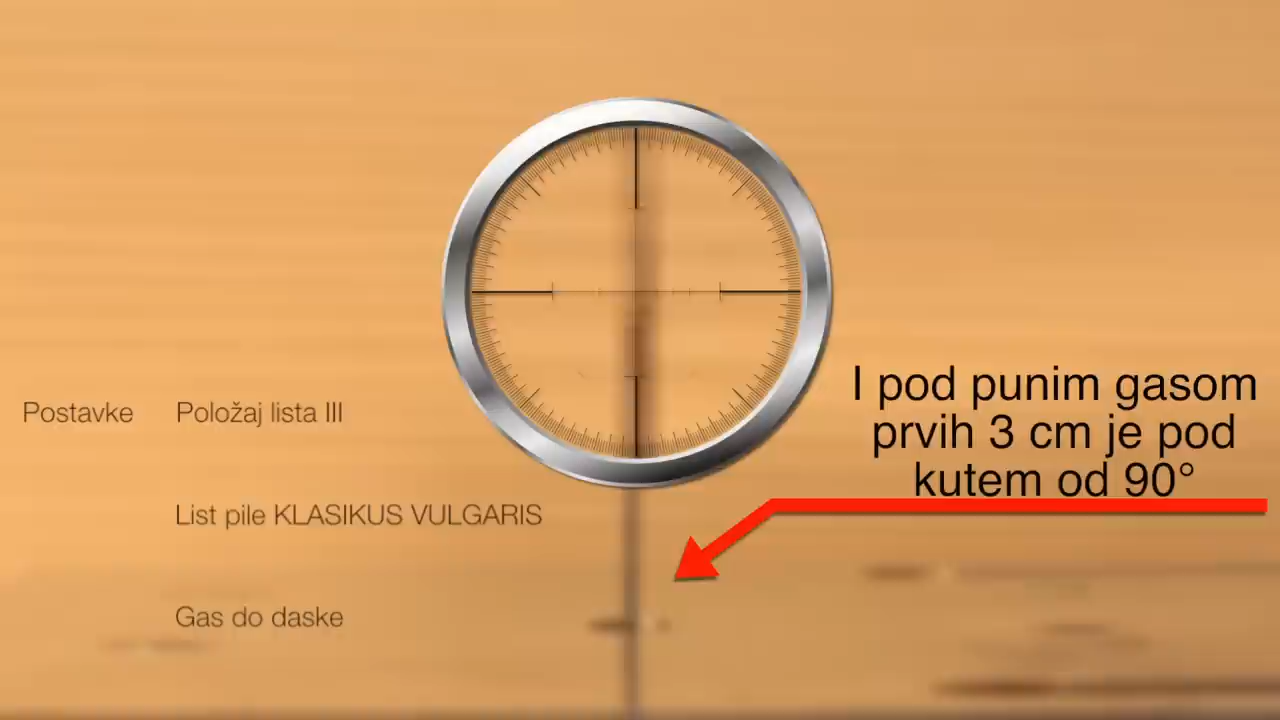 I pod punim gasom
prvih 3 cm je pod
kutem od 90°
Postavke Položaj lista III
List pile KLASIKUS VULGARIS
Gas do daske